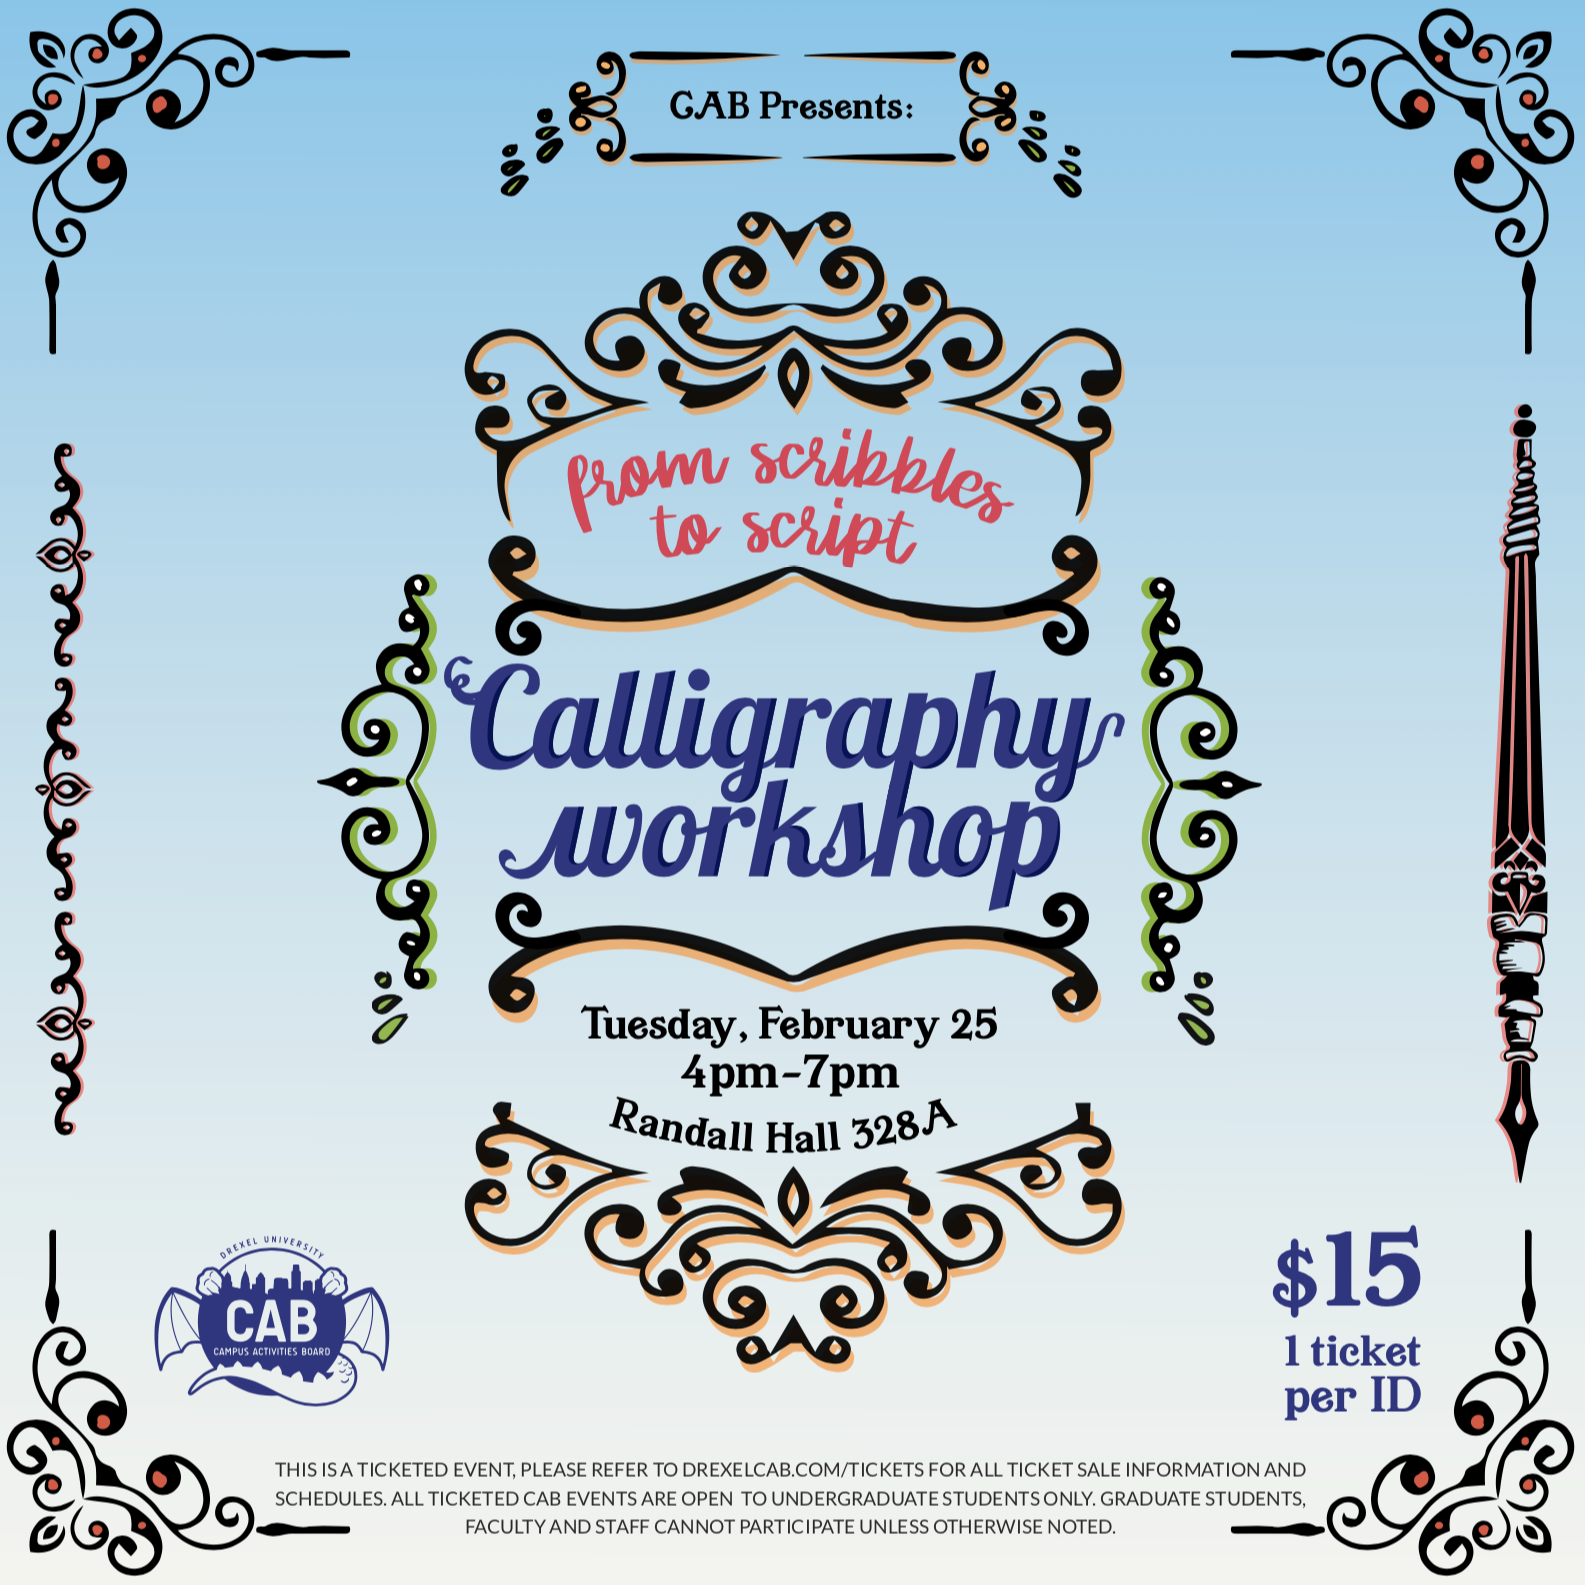 CAB Presents:
from scribbles
to script
Calligraphy
workshop
Tuesday, February 25
4pm-7pm
Randall Hall 328A
DREXEL UNIVERSITY
CAB
CAMPUS ACTIVITIES BOARD
$15
1 ticket
per ID
THIS IS A TICKETED EVENT, PLEASE REFER TO DREXELCAB.COM/TICKETS FOR ALL TICKET SALE INFORMATION AND
SCHEDULES. ALL TICKETED CAB EVENTS ARE OPEN TO UNDERGRADUATE STUDENTS ONLY. GRADUATE STUDENTS,
FACULTY AND STAFF CANNOT PARTICIPATE UNLESS OTHERWISE NOTED.